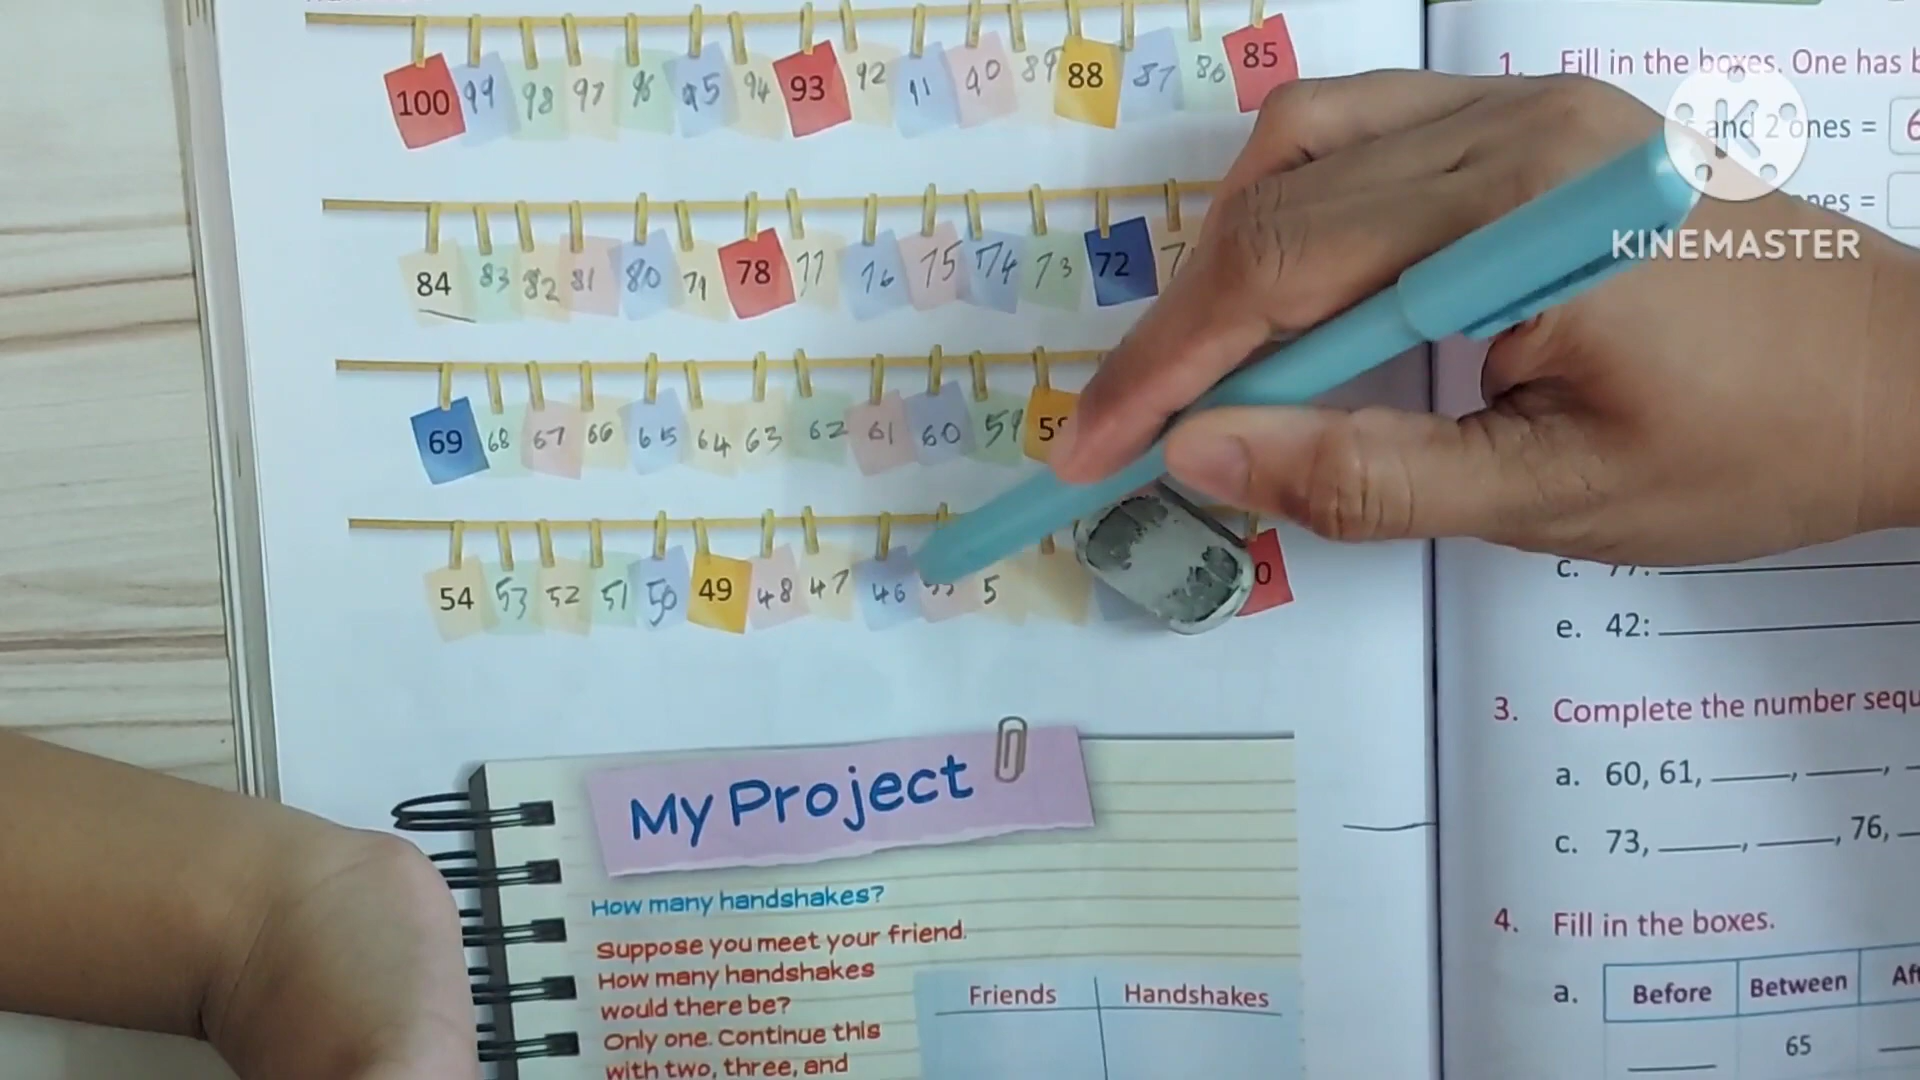 100 99 98 97 96 95 94 93 92 91 90 89 88 87 86 85
84 83 82 81 80 79 78 77 76 75 74 73 72
69 68 67 66 65 64 63 62 61 60 59
54 53 52 51 50 49 48 47 46 5
My Project
How many handshakes?
Suppose you meet your friend.
How many handshakes
would there be?
Only one. Continue this
with two, three, and
Friends Handshakes
1. Fill in the boxes. One has
and 2 ones =
=
c.
e. 42:
3. Complete the number
a. 60, 61,
c. 73, ____, ____, 76,
4. Fill in the boxes.
a. Before Between
65
KINEMASTER